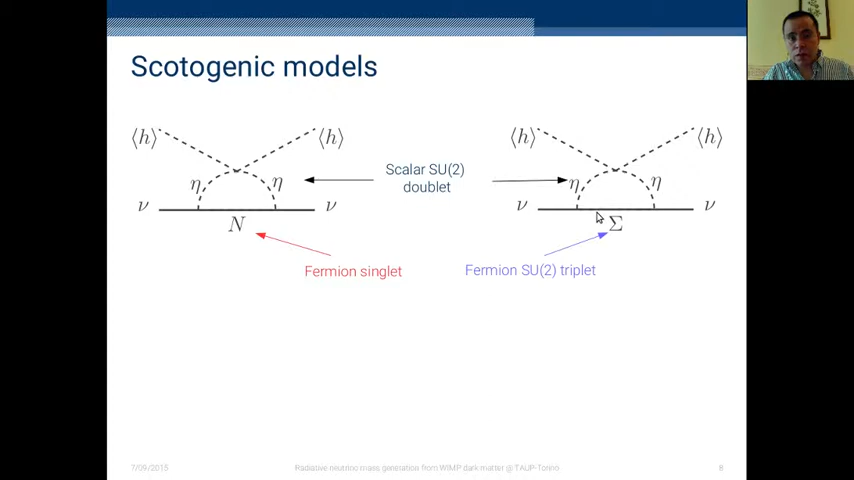 Scotogenic models
⟨h⟩ ⟨h⟩ ⟨h⟩ ⟨h⟩
Scalar SU(2)
doublet
η η η η
ν ν ν ν
N Σ
Fermion singlet Fermion SU(2) triplet
7/09/2015 Radiative neutrino mass generation from WIMP dark matter @ TAUP-Torino 8